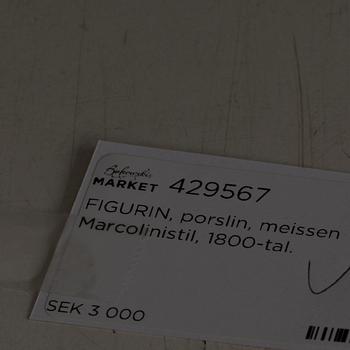 Bukowskis
MARKET 429567
FIGURIN, porslin, meissen
Marcolinistil, 1800-tal.
SEK 3 000